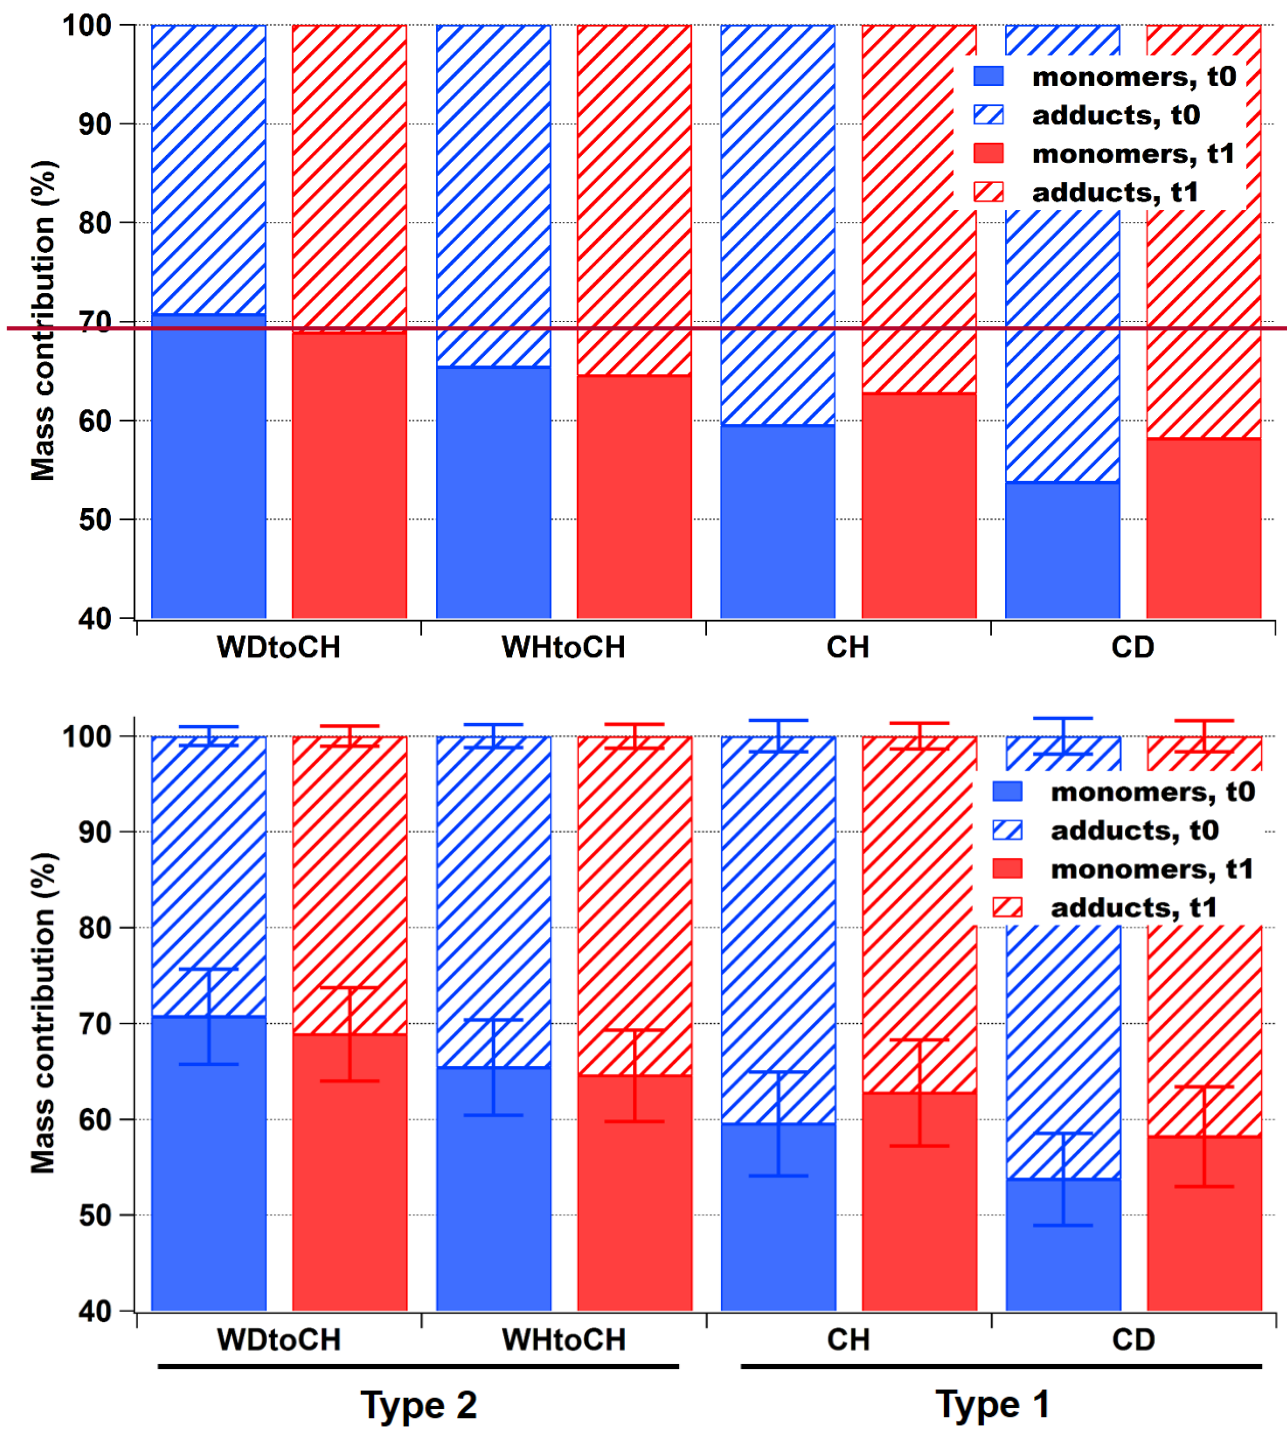 100
90
80
70
60
50
40
Mass contribution (%)
monomers, t0
adducts, t0
monomers, t1
adducts, t1
WDtoCH WHtoCH CH CD
100
90
80
70
60
50
40
Mass contribution (%)
monomers, t0
adducts, t0
monomers, t1
adducts, t1
WDtoCH WHtoCH CH CD
Type 2 Type 1